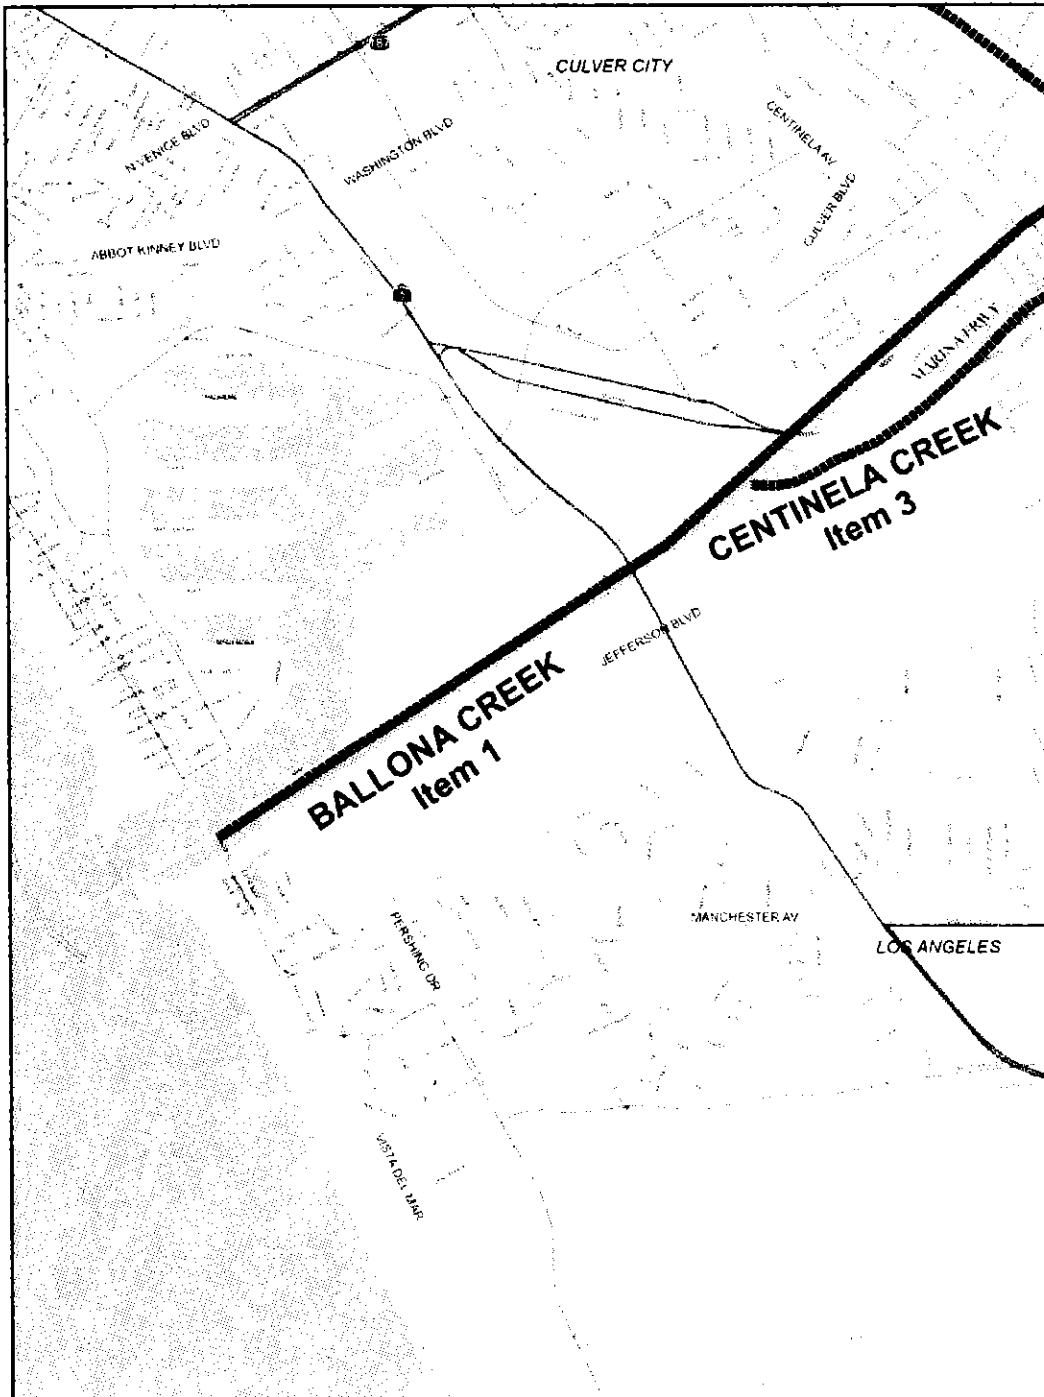 CULVER CITY
N VENICE BLVD
WASHINGTON BLVD
CENTINELA AV
CULVER BLVD
ABBOT KINNEY BLVD
MARINA FRWY
CENTINELA CREEK
Item 3
JEFFERSON BLVD
BALLONA CREEK
Item 1
PERSHING DR
MANCHESTER AV
LOS ANGELES
VISTA DEL MAR